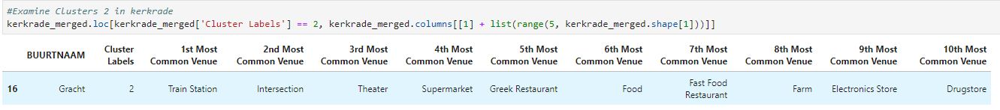 #Examine Clusters 2 in kerkrade
kerkrade_merged.loc[kerkrade_merged['Cluster Labels'] == 2, kerkrade_merged.columns[[1] + list(range(5, kerkrade_merged.shape[1]))]]
BUURTNAAM Cluster Labels 1st Most Common Venue 2nd Most Common Venue 3rd Most Common Venue 4th Most Common Venue 5th Most Common Venue 6th Most Common Venue 7th Most Common Venue 8th Most Common Venue 9th Most Common Venue 10th Most Common Venue
16 Gracht 2 Train Station Intersection Theater Supermarket Greek Restaurant Food Fast Food Restaurant Farm Electronics Store Drugstore